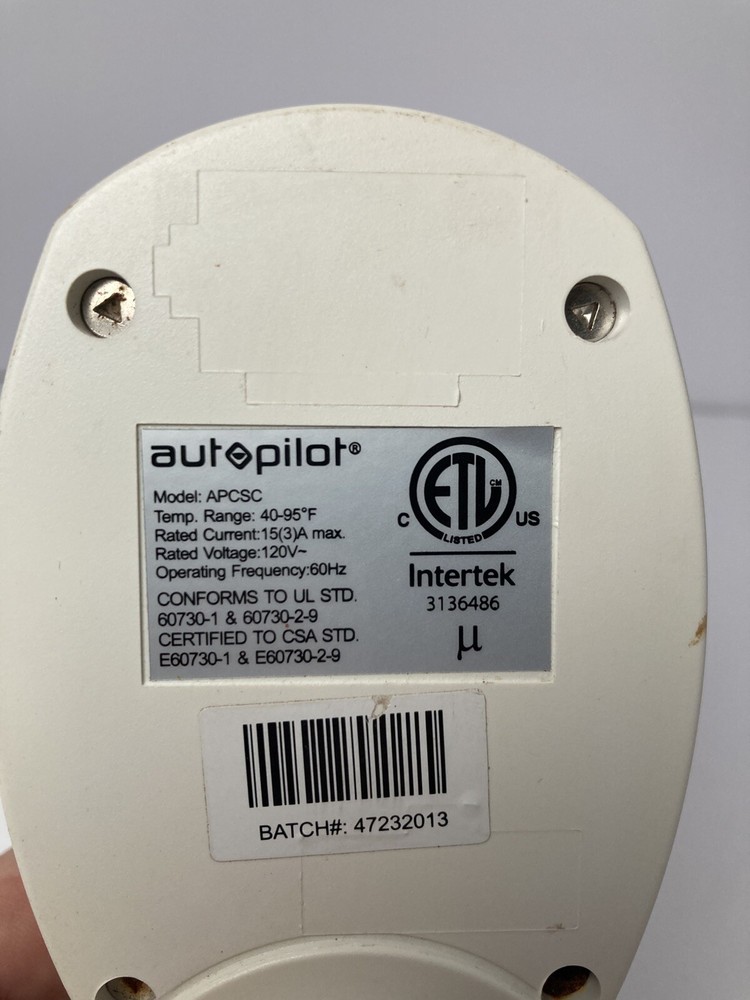 autopilot®
Model: APCSC
Temp. Range: 40-95°F
Rated Current:15(3)A max.
Rated Voltage:120V~
Operating Frequency:60Hz
CONFORMS TO UL STD.
60730-1 & 60730-2-9
CERTIFIED TO CSA STD.
E60730-1 & E60730-2-9
ETL CM
C US
LISTED
Intertek
3136486
µ
BATCH#: 47232013